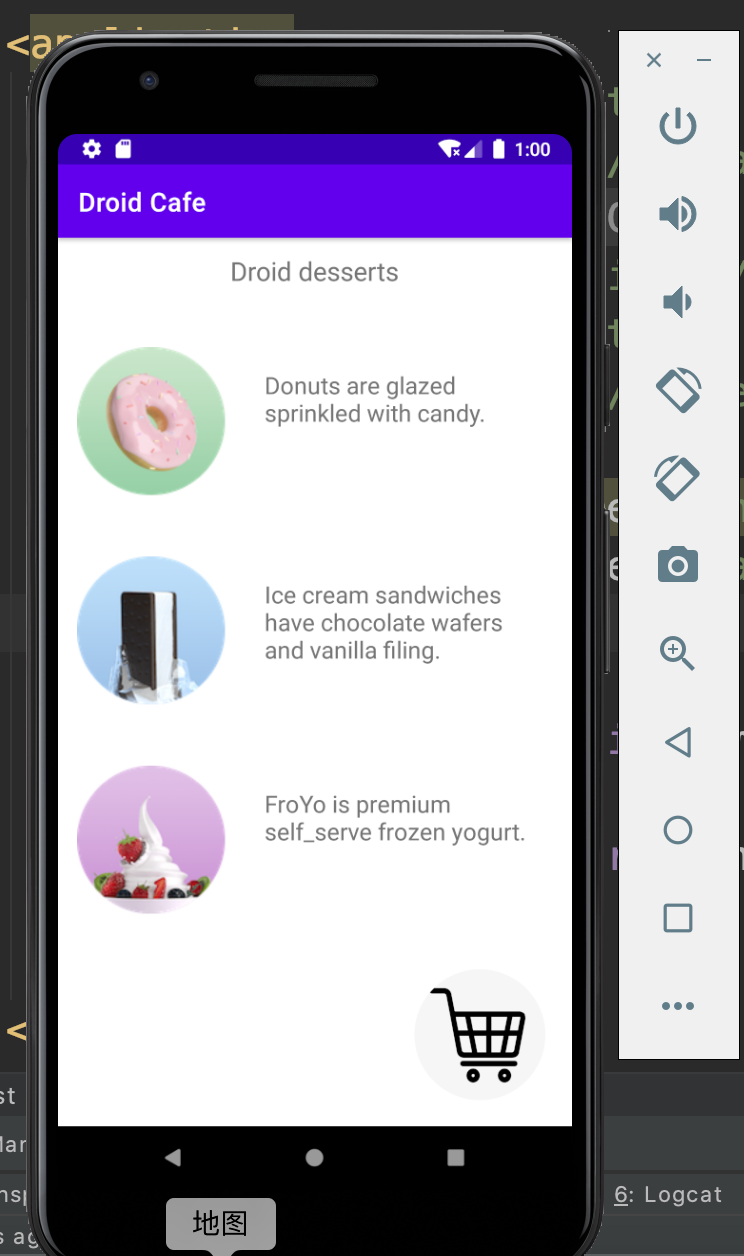 1:00
Droid Cafe
Droid desserts
Donuts are glazed
sprinkled with candy.
Ice cream sandwiches
have chocolate wafers
and vanilla filing.
FroYo is premium
self_serve frozen yogurt.
6: Logcat
地图